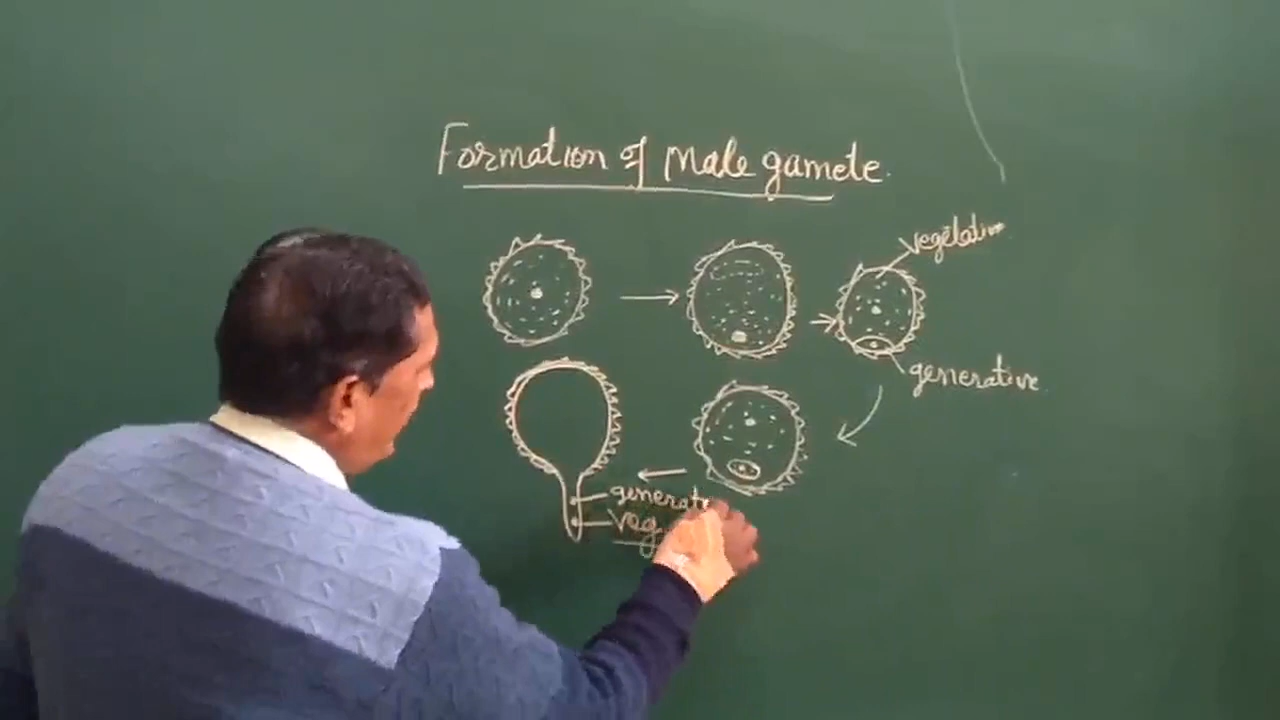 Formation of Male gamete.
vegetative
generative
generat
Veg